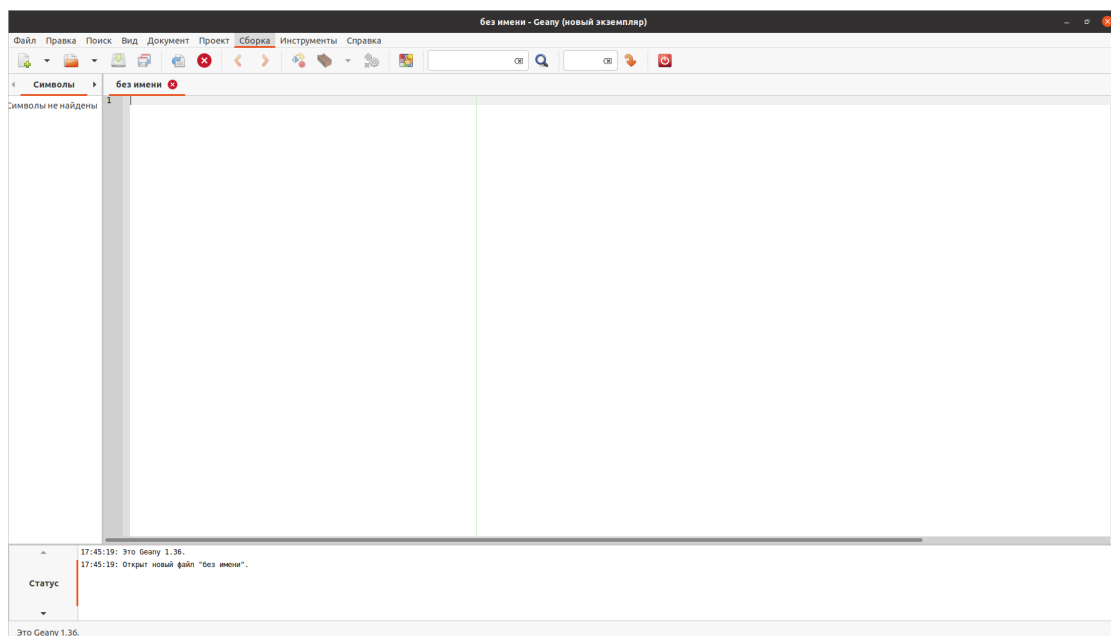 без имени - Geany (новый экземпляр)
Файл Правка Поиск Вид Документ Проект Сборка Инструменты Справка
Символы
без имени
Символы не найдены
1
17:45:19: Это Geany 1.36.
17:45:19: Открыт новый файл "без имени".
Статус
Это Geany 1.36.